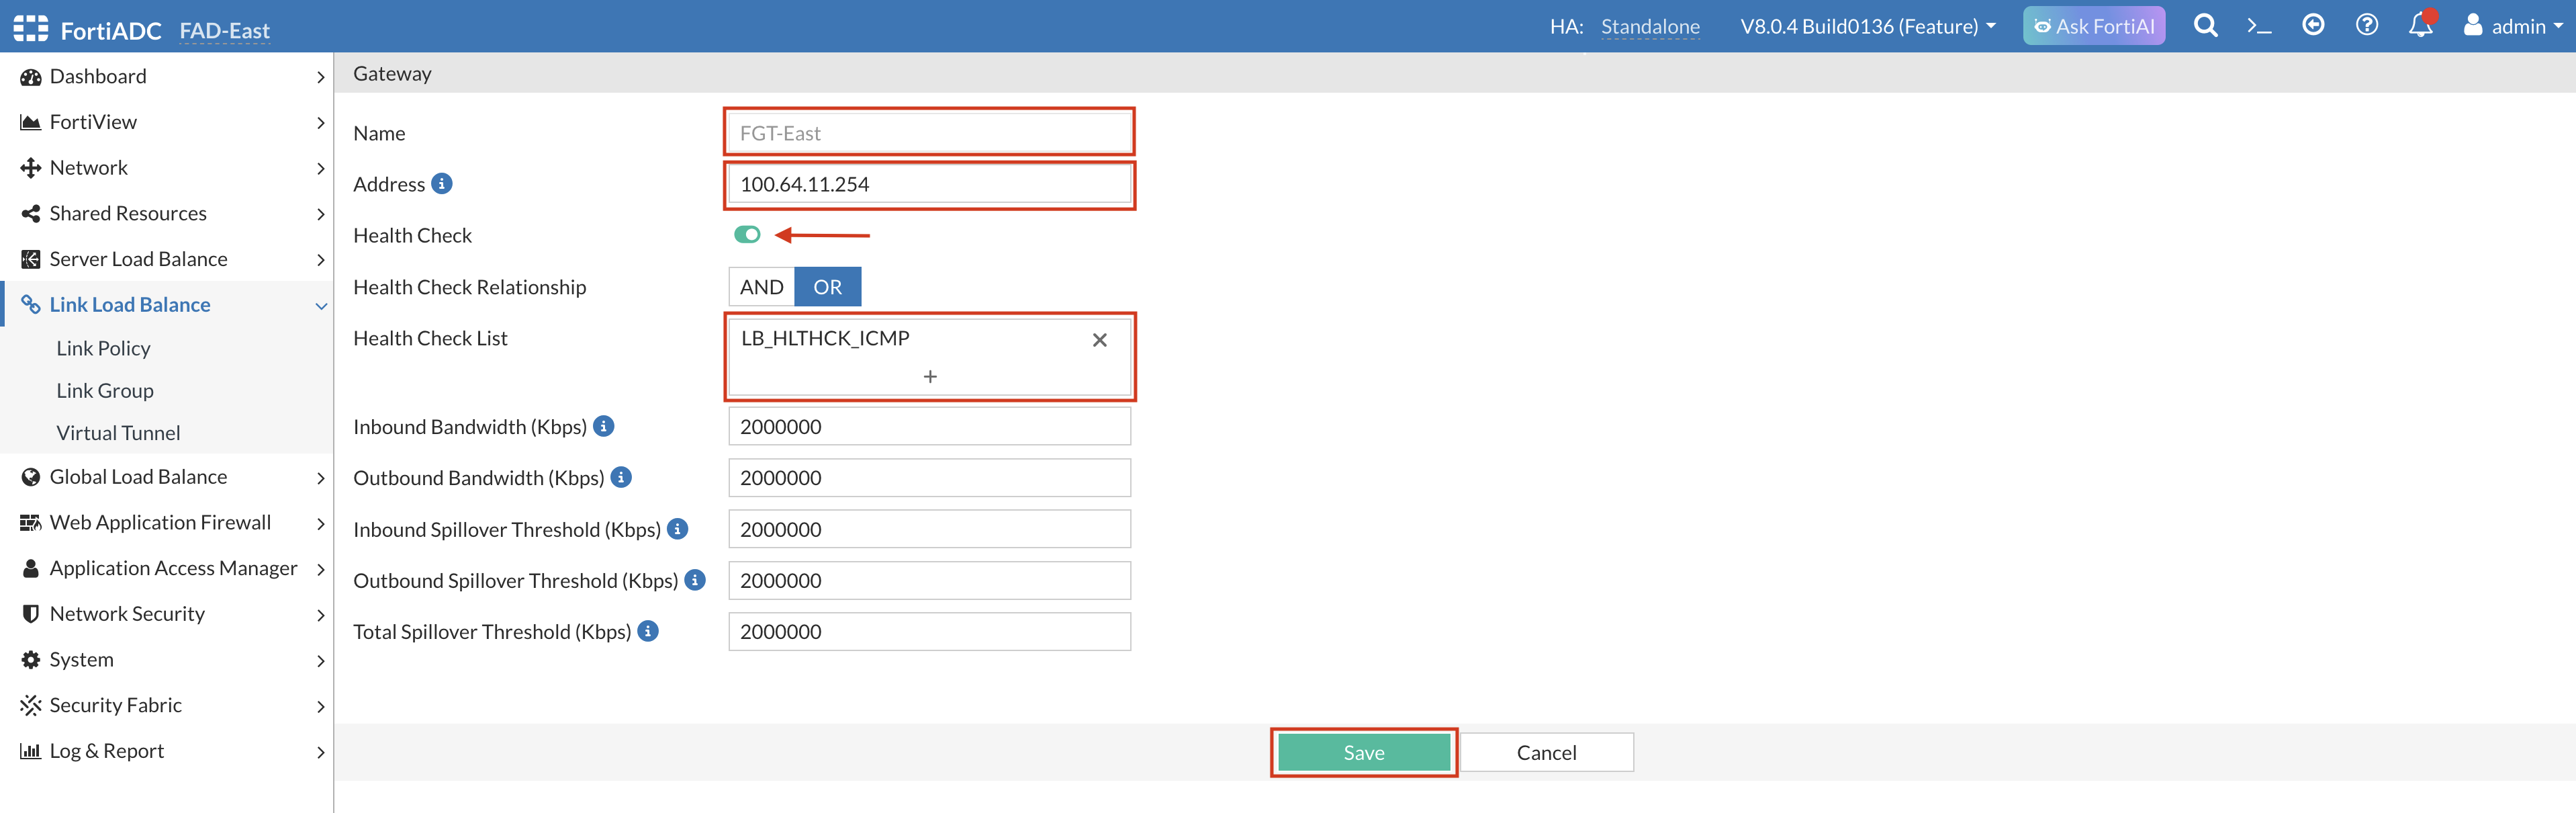 FortiADC FAD-East HA: Standalone V8.0.4 Build0136 (Feature) Ask FortiAI admin
Dashboard
FortiView
Network
Shared Resources
Server Load Balance
Link Load Balance
Link Policy
Link Group
Virtual Tunnel
Global Load Balance
Web Application Firewall
Application Access Manager
Network Security
System
Security Fabric
Log & Report
Gateway
Name FGT-East
Address 100.64.11.254
Health Check
Health Check Relationship AND OR
Health Check List LB_HLTHCK_ICMP
Inbound Bandwidth (Kbps) 2000000
Outbound Bandwidth (Kbps) 2000000
Inbound Spillover Threshold (Kbps) 2000000
Outbound Spillover Threshold (Kbps) 2000000
Total Spillover Threshold (Kbps) 2000000
Save Cancel